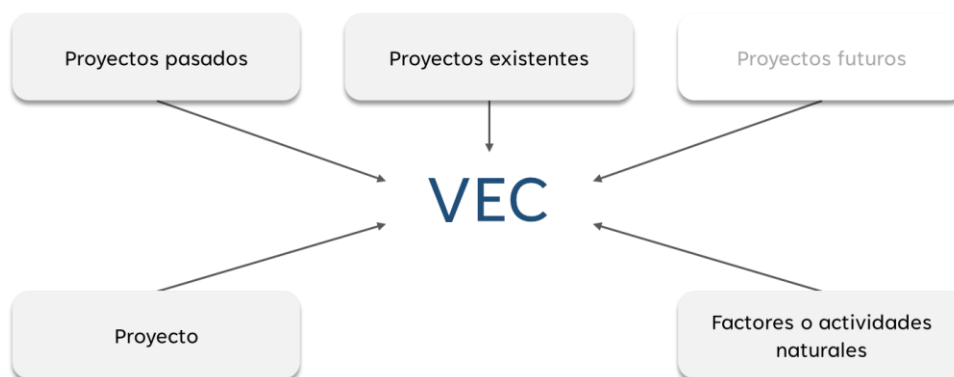 Proyectos pasados
Proyectos existentes
Proyectos futuros
VEC
Proyecto
Factores o actividades
naturales